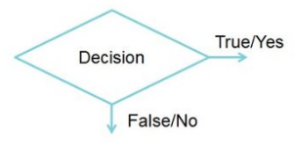 True/Yes
Decision
False/No